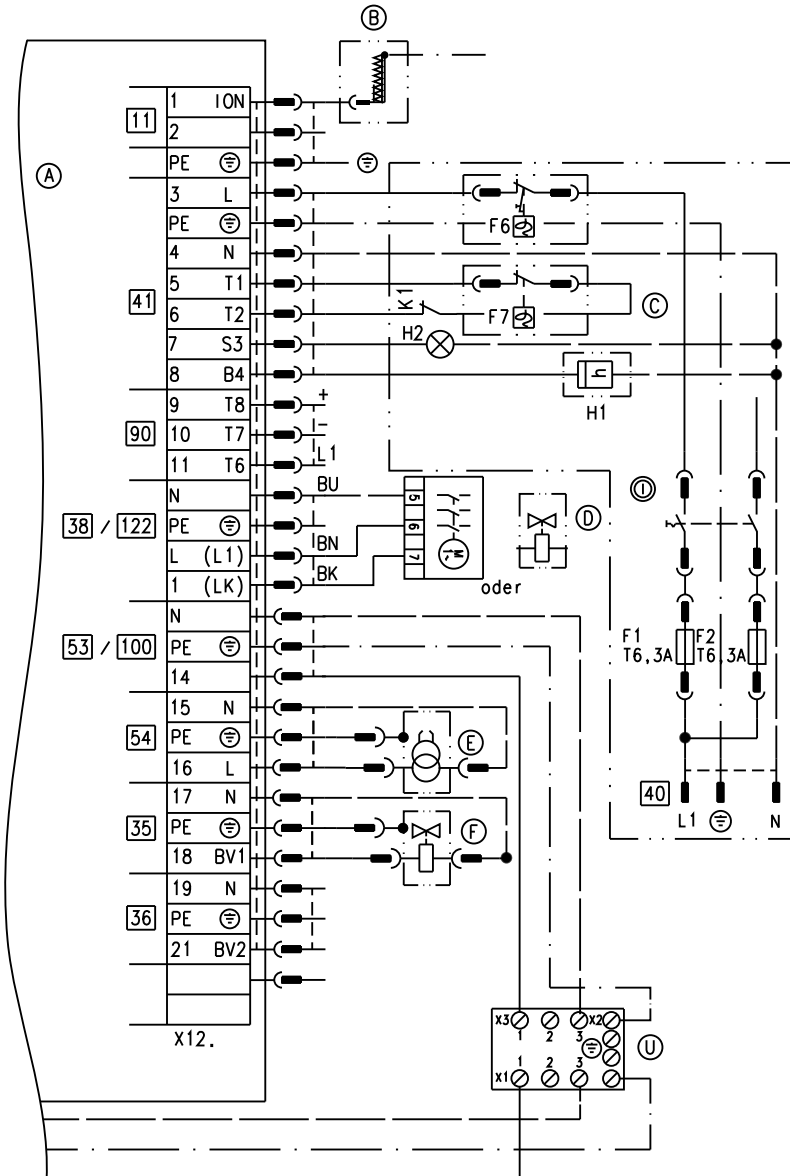 B
A
11
1 ION
2
PE
3 L
PE
41
4 N
5 T1
6 T2
7 S3
8 B4
F6
K1
F7
C
H2
h
H1
90
9 T8 +
10 T7 -
11 T6 L1
38 / 122
N BU
PE
L (L1) BN
1 (LK) BK
5
6
7
M
1~
oder
D
I
53 / 100
N
PE
14
F1
T6,3A
F2
T6,3A
54
15 N
PE
16 L
E
40
L1
N
35
17 N
PE
18 BV1
F
36
19 N
PE
21 BV2
X12.
X3
X2
1 2 3
U
1 2 3
X1